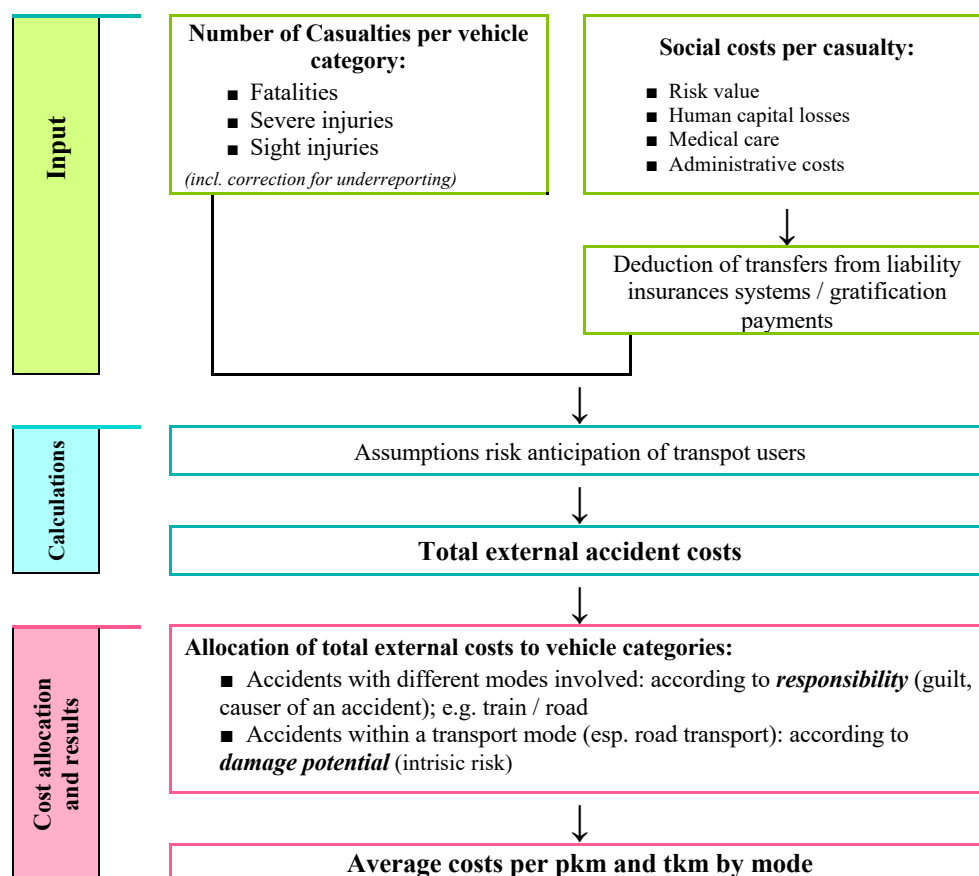 Input
Number of Casualties per vehicle
category:
■ Fatalities
■ Severe injuries
■ Sight injuries
(incl. correction for underreporting)
Social costs per casualty:
■ Risk value
■ Human capital losses
■ Medical care
■ Administrative costs
↓
Deduction of transfers from liability
insurances systems / gratification
payments
↓
Calculations
Assumptions risk anticipation of transpot users
↓
Total external accident costs
↓
Cost allocation
and results
Allocation of total external costs to vehicle categories:
■ Accidents with different modes involved: according to responsibility (guilt,
causer of an accident); e.g. train / road
■ Accidents within a transport mode (esp. road transport): according to
damage potential (intrisic risk)
↓
Average costs per pkm and tkm by mode